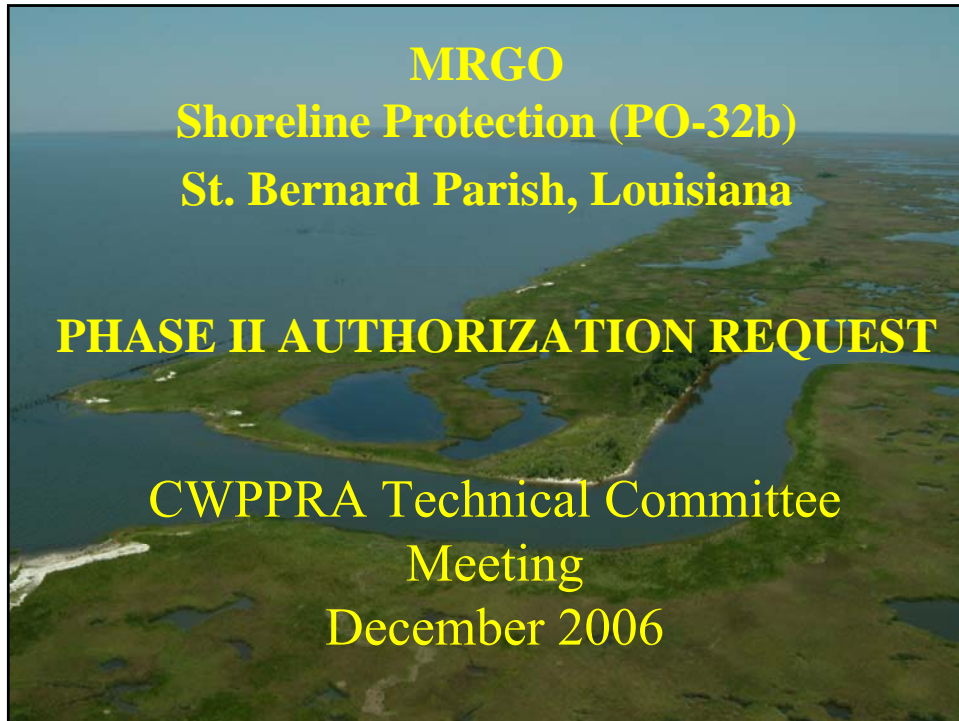 MRGO
Shoreline Protection (PO-32b)
St. Bernard Parish, Louisiana
PHASE II AUTHORIZATION REQUEST
CWPPRA Technical Committee
Meeting
December 2006